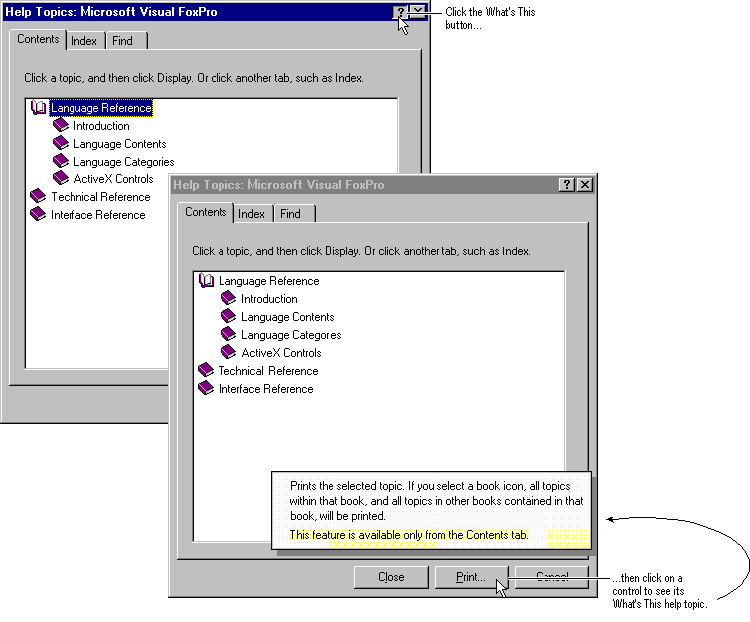 Help Topics: Microsoft Visual FoxPro
?
Click the What's This
button...
Contents
Index
Find
Click a topic, and then click Display. Or click another tab, such as Index.
Language Reference
Introduction
Language Contents
Language Categories
ActiveX Controls
Technical Reference
Interface Reference
Help Topics: Microsoft Visual FoxPro
?
Contents
Index
Find
Click a topic, and then click Display. Or click another tab, such as Index.
Language Reference
Introduction
Language Contents
Language Categores
ActiveX Controls
Technical Reference
Interface Reference
Prints the selected topic. If you select a book icon, all topics
within that book, and all topics in other books contained in that
book, will be printed.
This feature is available only from the Contents tab.
Close
Print...
Cancel
...then click on a
control to see its
What's This help topic.